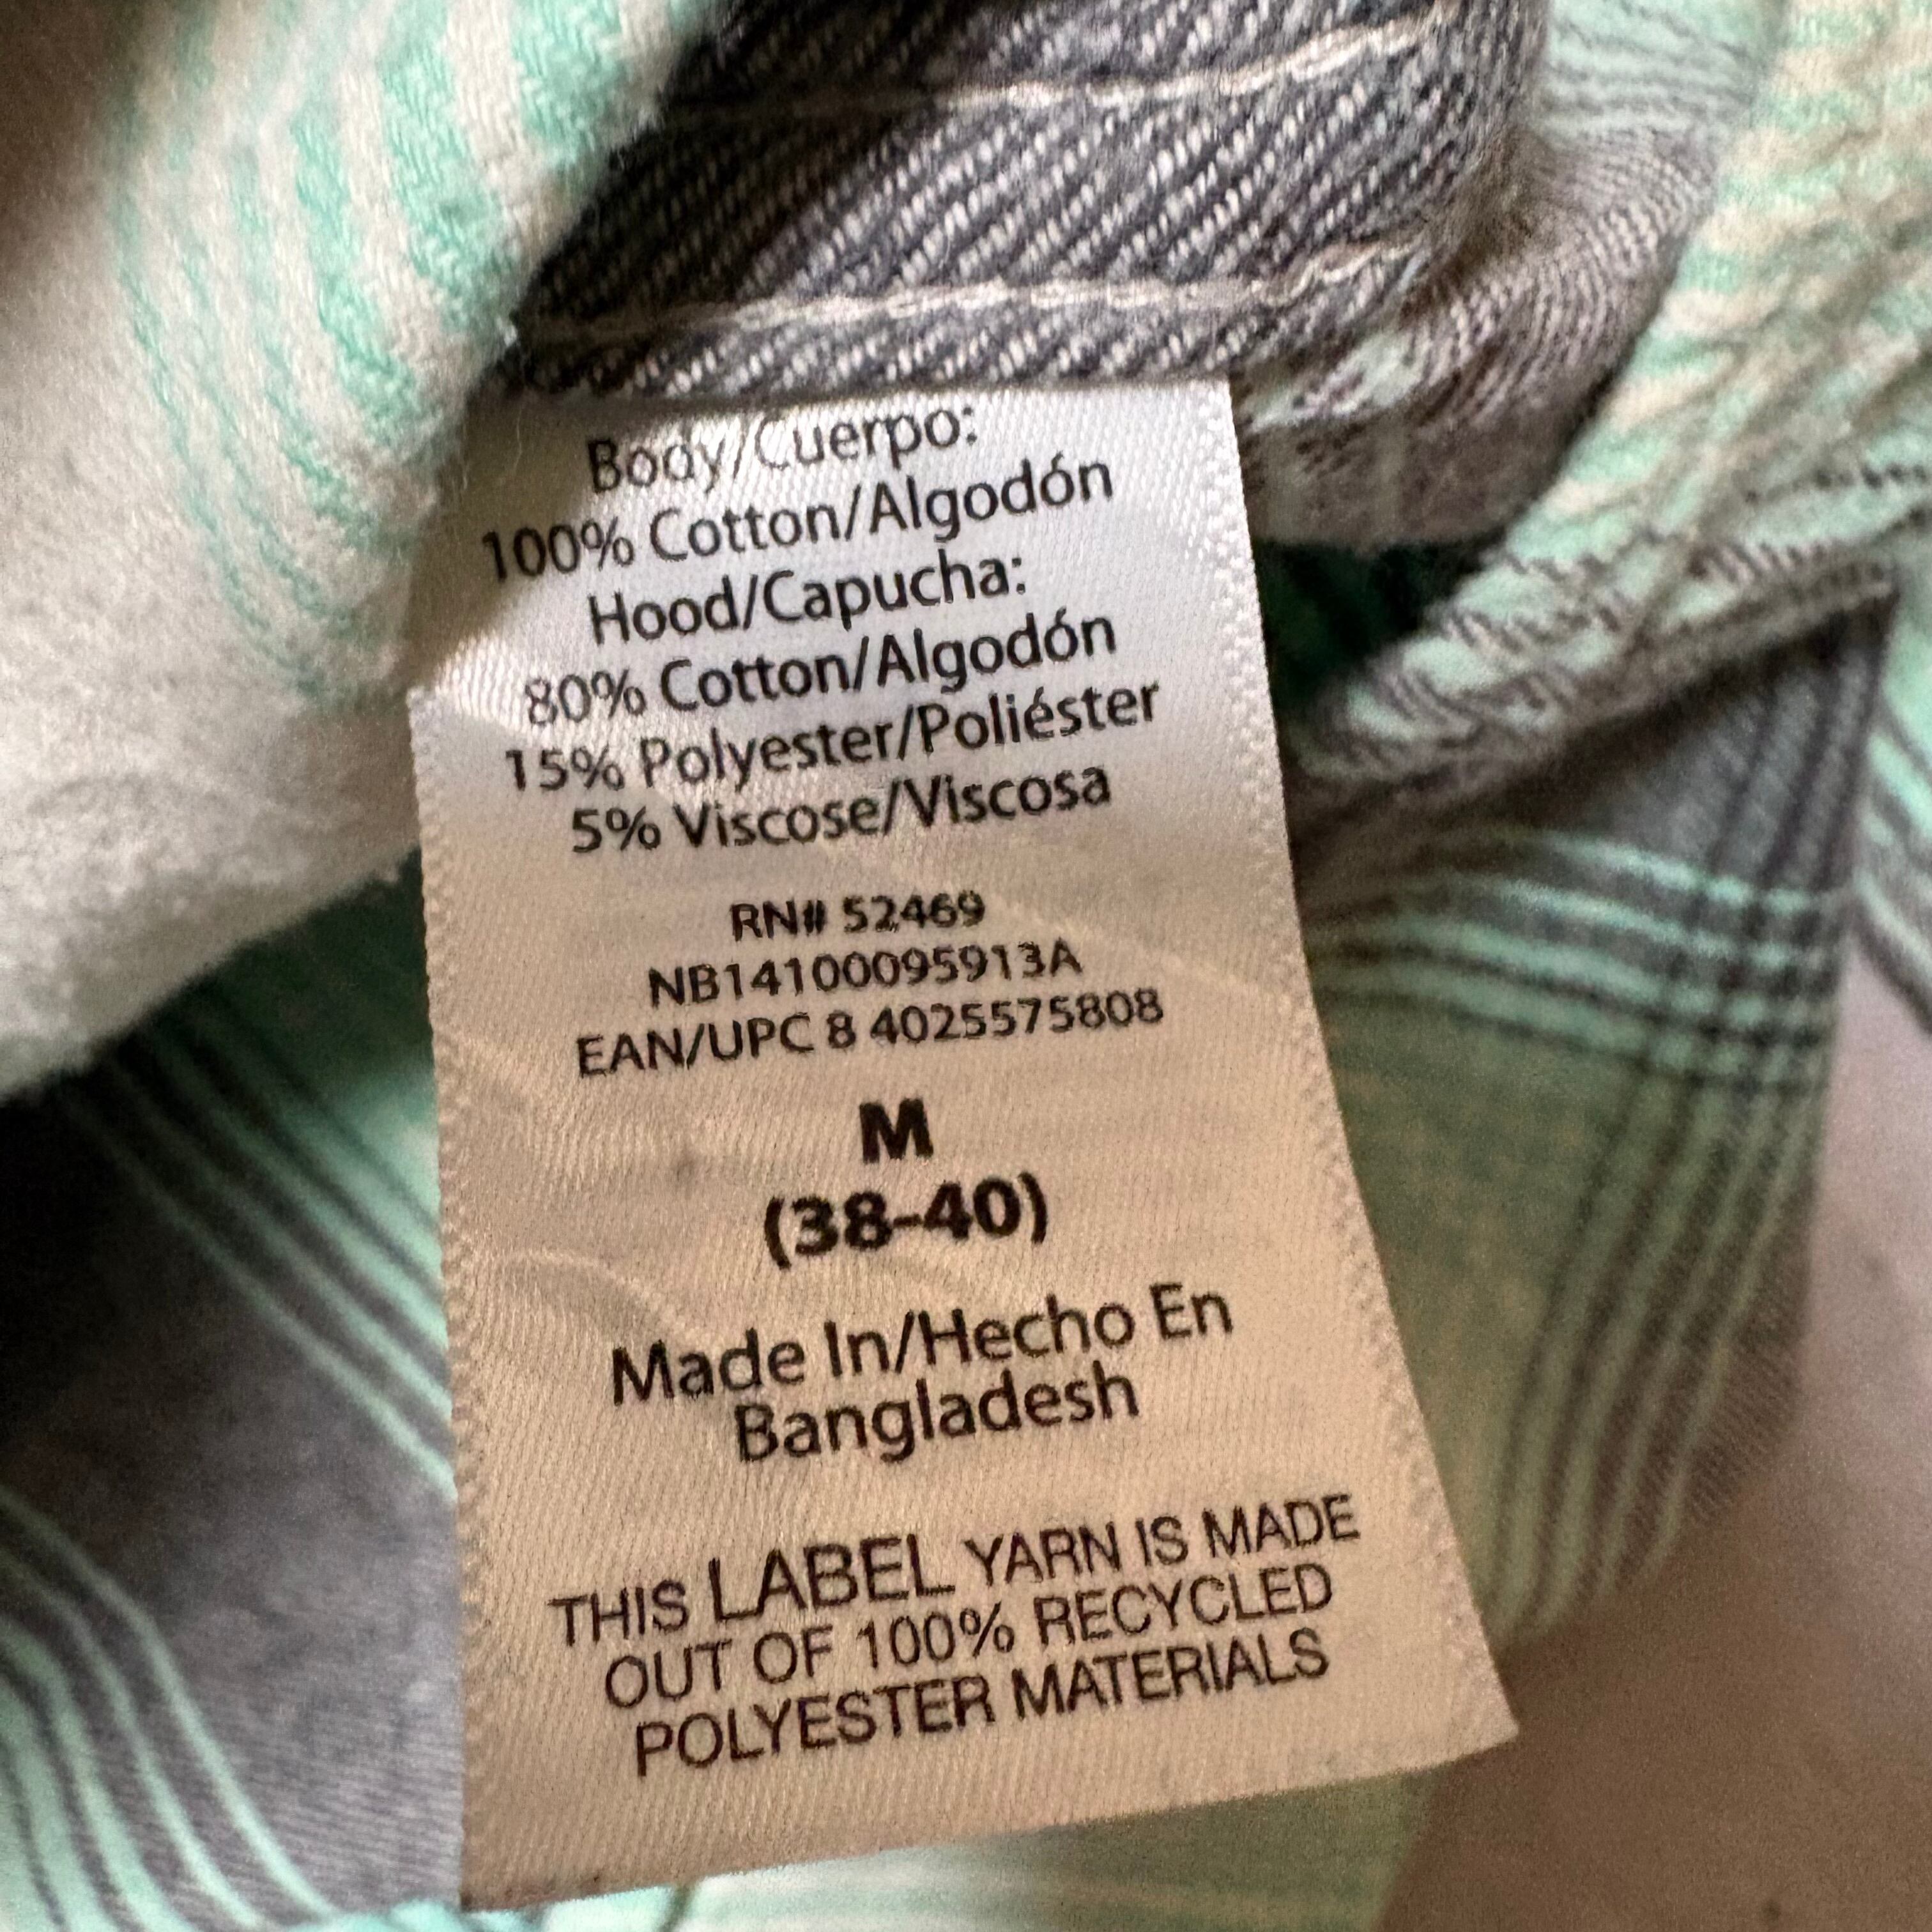 Body/Cuerpo:
100% Cotton/Algodón
Hood/Capucha:
80% Cotton/Algodón
15% Polyester/Poliéster
5% Viscose/Viscosa
RN# 52469
NB14100095913A
EAN/UPC 8 4025575808
M
(38-40)
Made In/Hecho En
Bangladesh
THIS LABEL YARN IS MADE
OUT OF 100% RECYCLED
POLYESTER MATERIALS